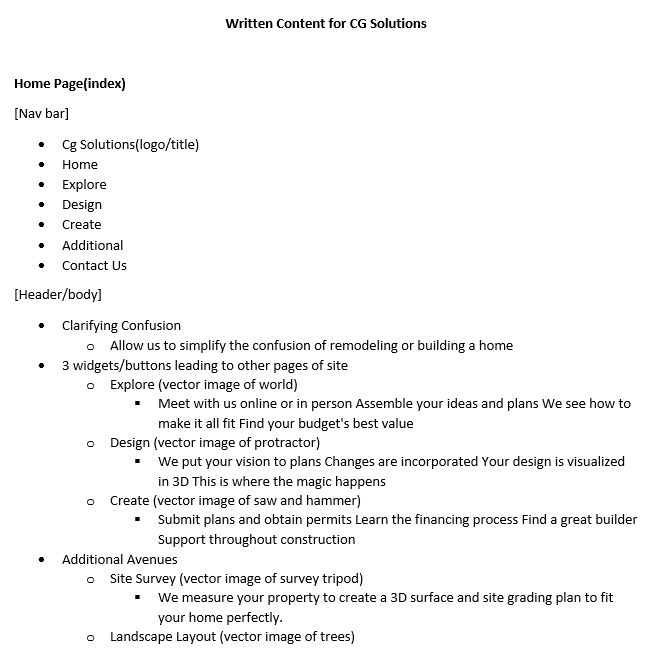 Written Content for CG Solutions
Home Page(index)
[Nav bar]
• Cg Solutions(logo/title)
• Home
• Explore
• Design
• Create
• Additional
• Contact Us
[Header/body]
• Clarifying Confusion
o Allow us to simplify the confusion of remodeling or building a home
• 3 widgets/buttons leading to other pages of site
o Explore (vector image of world)
▪ Meet with us online or in person Assemble your ideas and plans We see how to
make it all fit Find your budget's best value
o Design (vector image of protractor)
▪ We put your vision to plans Changes are incorporated Your design is visualized
in 3D This is where the magic happens
o Create (vector image of saw and hammer)
▪ Submit plans and obtain permits Learn the financing process Find a great builder
Support throughout construction
• Additional Avenues
o Site Survey (vector image of survey tripod)
▪ We measure your property to create a 3D surface and site grading plan to fit
your home perfectly.
o Landscape Layout (vector image of trees)